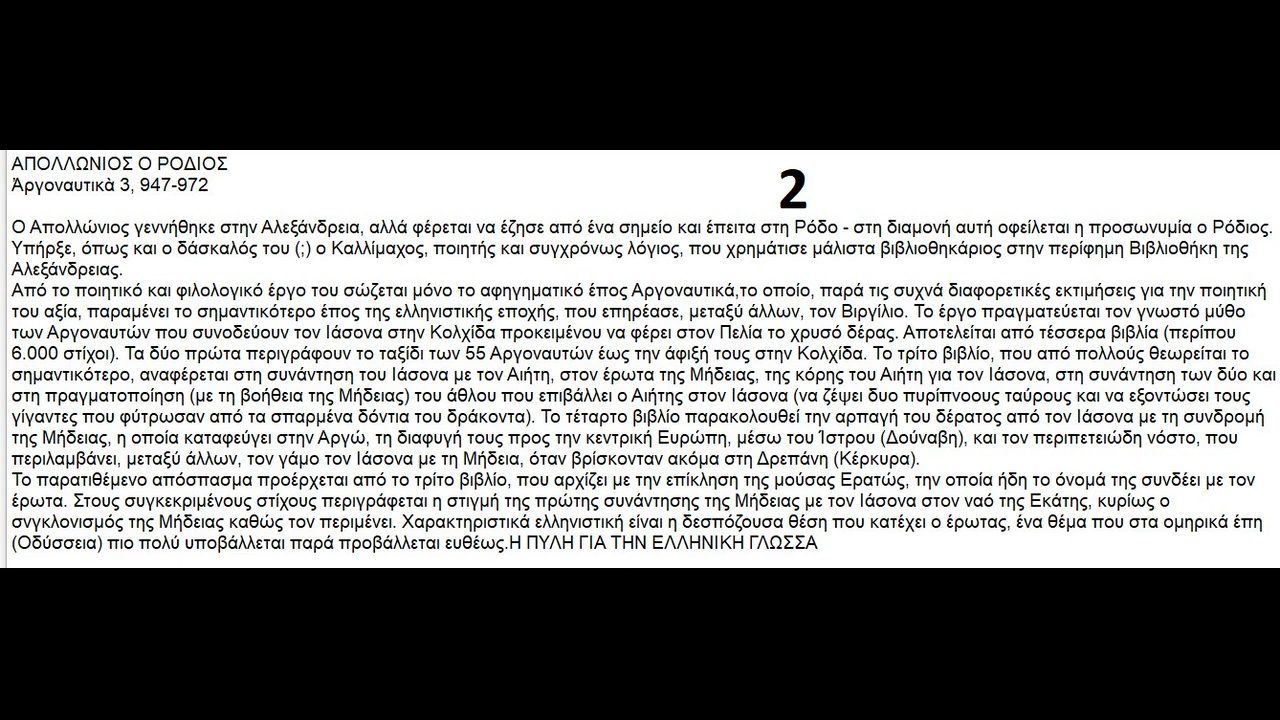 ΑΠΟΛΛΩΝΙΟΣ Ο ΡΟΔΙΟΣ
Ἀργοναυτικὰ 3, 947-972
2
Ο Απολλώνιος γεννήθηκε στην Αλεξάνδρεια, αλλά φέρεται να έζησε από ένα σημείο και έπειτα στη Ρόδο - στη διαμονή αυτή οφείλεται η προσωνυμία ο Ρόδιος.
Υπήρξε, όπως και ο δάσκαλός του (;) ο Καλλίμαχος, ποιητής και συγχρόνως λόγιος, που χρημάτισε μάλιστα βιβλιοθηκάριος στην περίφημη Βιβλιοθήκη της
Αλεξάνδρειας.
Από το ποιητικό και φιλολογικό έργο του σώζεται μόνο το αφηγηματικό έπος Αργοναυτικά,το οποίο, παρά τις συχνά διαφορετικές εκτιμήσεις για την ποιητική
του αξία, παραμένει το σημαντικότερο έπος της ελληνιστικής εποχής, που επηρέασε, μεταξύ άλλων, τον Βιργίλιο. Το έργο πραγματεύεται τον γνωστό μύθο
των Αργοναυτών που συνοδεύουν τον Ιάσονα στην Κολχίδα προκειμένου να φέρει στον Πελία το χρυσό δέρας. Αποτελείται από τέσσερα βιβλία (περίπου
6.000 στίχοι). Τα δύο πρώτα περιγράφουν το ταξίδι των 55 Αργοναυτών έως την άφιξή τους στην Κολχίδα. Το τρίτο βιβλίο, που από πολλούς θεωρείται το
σημαντικότερο, αναφέρεται στη συνάντηση του Ιάσονα με τον Αιήτη, στον έρωτα της Μήδειας, της κόρης του Αιήτη για τον Ιάσονα, στη συνάντηση των δύο και
στη πραγματοποίηση (με τη βοήθεια της Μήδειας) του άθλου που επιβάλλει ο Αιήτης στον Ιάσονα (να ζέψει δυο πυρίπνοους ταύρους και να εξοντώσει τους
γίγαντες που φύτρωσαν από τα σπαρμένα δόντια του δράκοντα). Το τέταρτο βιβλίο παρακολουθεί την αρπαγή του δέρατος από τον Ιάσονα με τη συνδρομή
της Μήδειας, η οποία καταφεύγει στην Αργώ, τη διαφυγή τους προς την κεντρική Ευρώπη, μέσω του Ίστρου (Δούναβη), και τον περιπετειώδη νόστο, που
περιλαμβάνει, μεταξύ άλλων, τον γάμο τον Ιάσονα με τη Μήδεια, όταν βρίσκονταν ακόμα στη Δρεπάνη (Κέρκυρα).
Το παρατιθέμενο απόσπασμα προέρχεται από το τρίτο βιβλίο, που αρχίζει με την επίκληση της μούσας Ερατώς, την οποία ήδη το όνομά της συνδέει με τον
έρωτα. Στους συγκεκριμένους στίχους περιγράφεται η στιγμή της πρώτης συνάντησης της Μήδειας με τον Ιάσονα στον ναό της Εκάτης, κυρίως ο
σνγκλονισμός της Μήδειας καθώς τον περιμένει. Χαρακτηριστικά ελληνιστική είναι η δεσπόζουσα θέση που κατέχει ο έρωτας, ένα θέμα που στα ομηρικά έπη
(Οδύσσεια) πιο πολύ υποβάλλεται παρά προβάλλεται ευθέως.Η ΠΥΛΗ ΓΙΑ ΤΗΝ ΕΛΛΗΝΙΚΗ ΓΛΩΣΣΑ